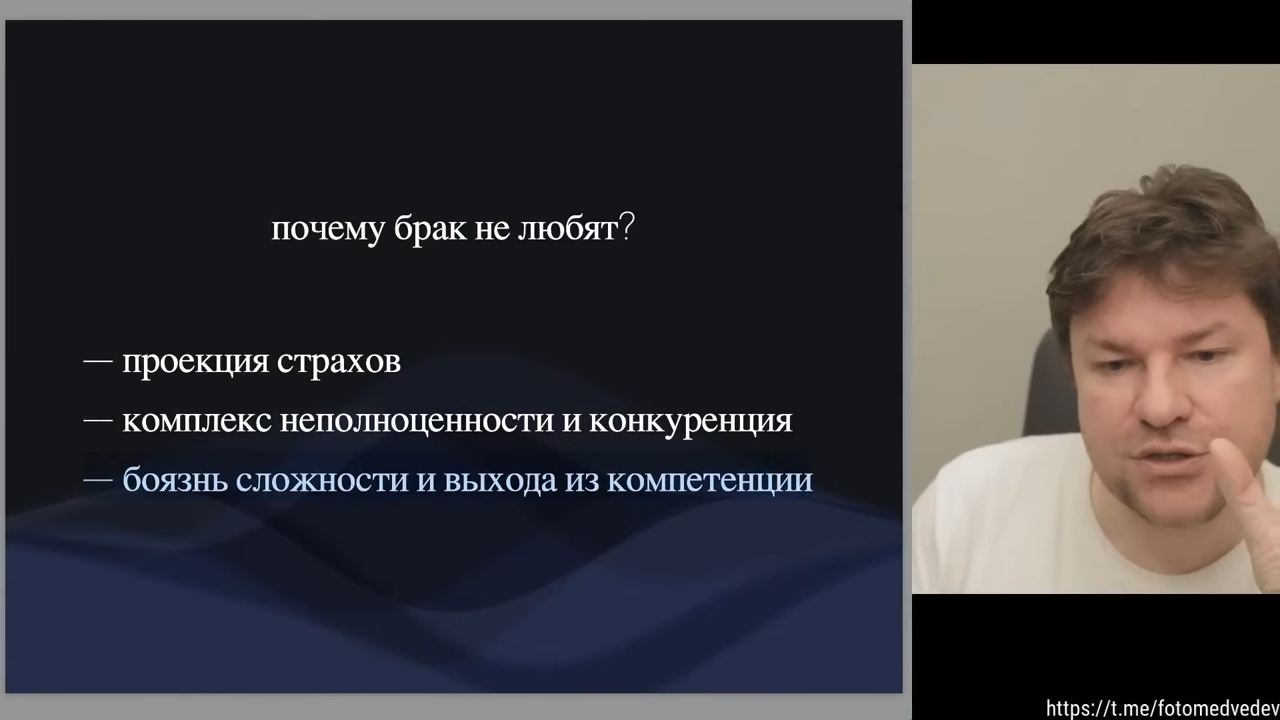 почему брак не любят?
— проекция страхов
— комплекс неполноценности и конкуренция
— боязнь сложности и выхода из компетенции
https://t.me/fotomedvedev